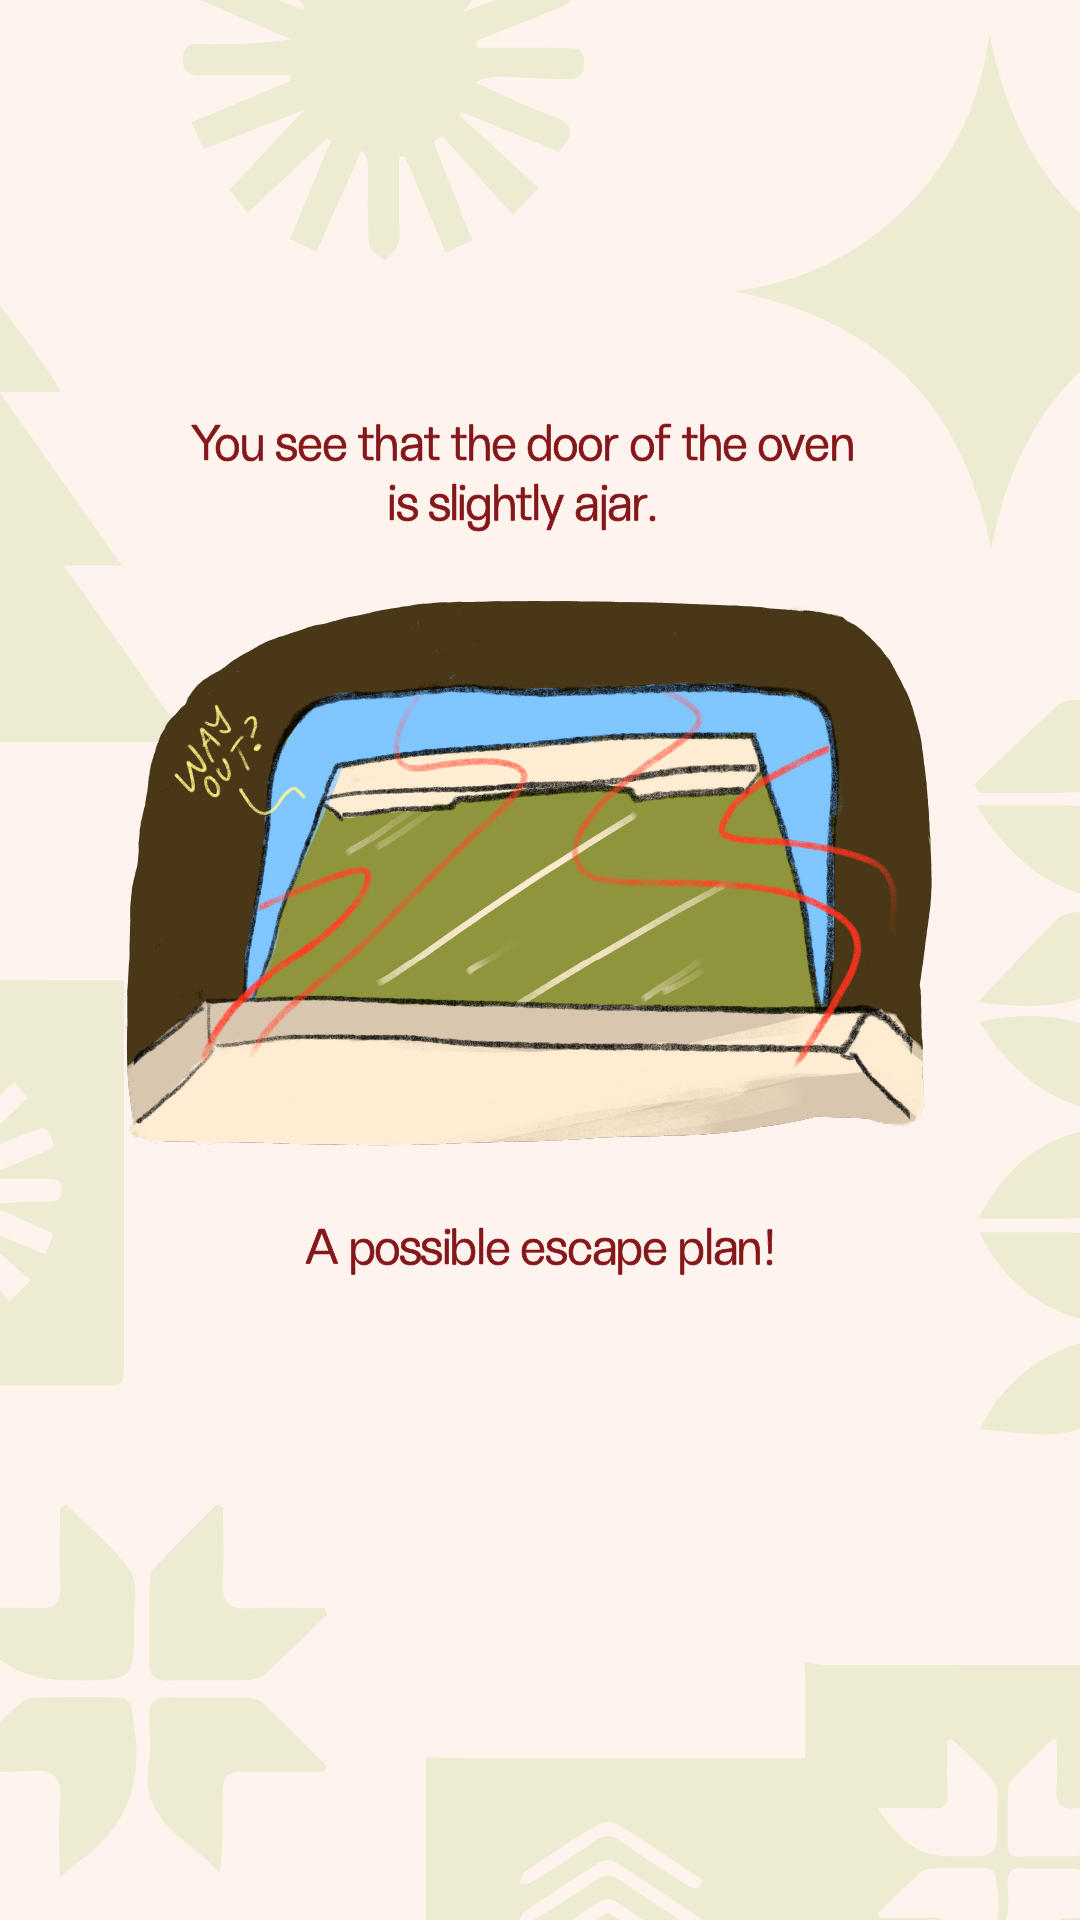 You see that the door of the oven
is slightly ajar.
WAY
OUT?
A possible escape plan!